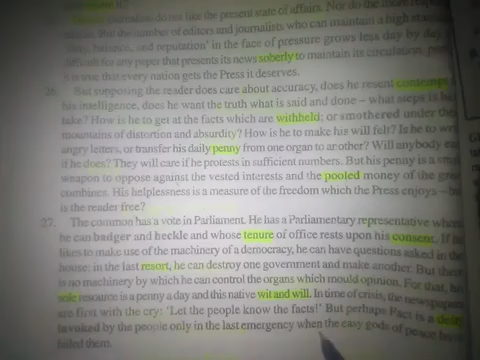 journalists do not like the present state of affairs. Nor do the more
But the number of editors and journalists who can maintain a high
balance, and reputation' in the face of pressure grows less day by day.
difficult for any paper that presents its news soberly to maintain its circulation,
it is true that every nation gets the Press it deserves.
26. But supposing the reader does care about accuracy, does he resent contempt
his intelligence, does he want the truth what is said and done – what steps is he
take? How is he to get at the facts which are withheld; or smothered under the
mountains of distortion and absurdity? How is he to make his will felt? Is he to
angry letters, or transfer his daily penny from one organ to another? Will anybody
if he does? They will care if he protests in sufficient numbers. But his penny is a
weapon to oppose against the vested interests and the pooled money of the
combines. His helplessness is a measure of the freedom which the Press enjoys –
is the reader free?
27. The common has a vote in Parliament. He has a Parliamentary representative
he can badger and heckle and whose tenure of office rests upon his consent. If
likes to make use of the machinery of a democracy, he can have questions asked in the
house: in the last resort, he can destroy one government and make another. But
is no machinery by which he can control the organs which mould opinion. For that, his
sole resource is a penny a day and this native wit and will. In time of crisis, the newspapers
are first with the cry: 'Let the people know the facts!' But perhaps Fact is a deity
invoked by the people only in the last emergency when the easy gods of peace have
failed them.